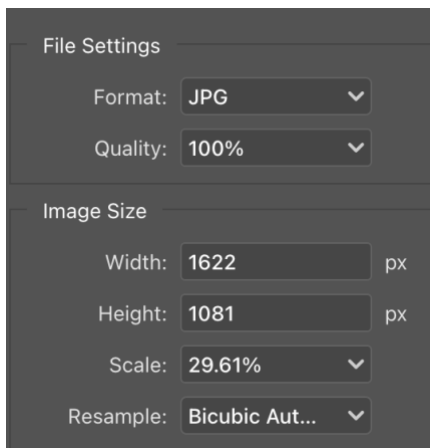 File Settings
Format: JPG
Quality: 100%
Image Size
Width: 1622 px
Height: 1081 px
Scale: 29.61%
Resample: Bicubic Aut...